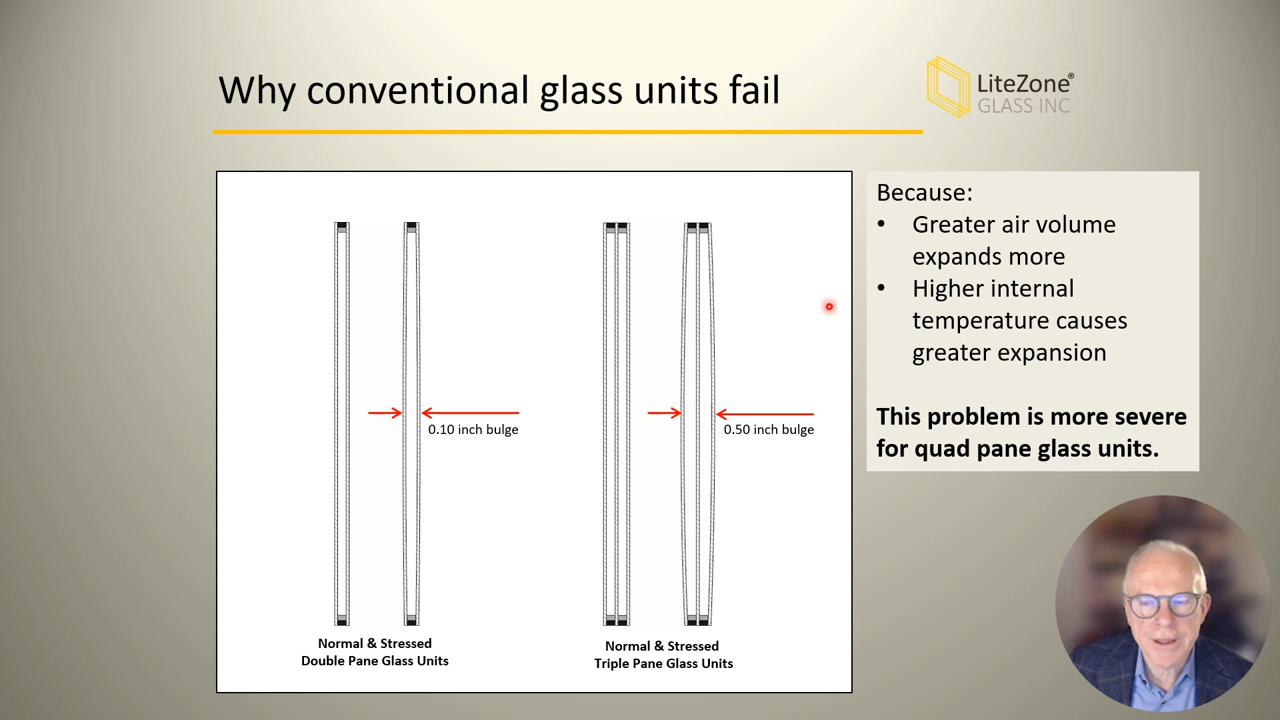 Why conventional glass units fail
LiteZone®
GLASS INC
Because:
• Greater air volume
expands more
• Higher internal
temperature causes
greater expansion
This problem is more severe
for quad pane glass units.
0.10 inch bulge
0.50 inch bulge
Normal & Stressed
Double Pane Glass Units
Normal & Stressed
Triple Pane Glass Units